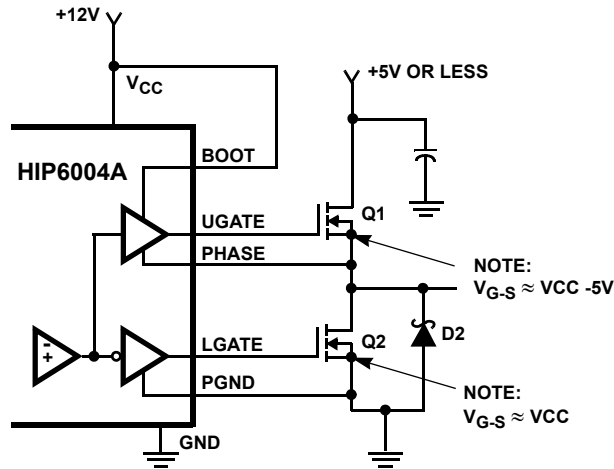 +12V
VCC
+5V OR LESS
HIP6004A
BOOT
UGATE
Q1
PHASE
NOTE:
VG-S ≈ VCC -5V
-
+
LGATE
Q2
D2
PGND
NOTE:
VG-S ≈ VCC
GND